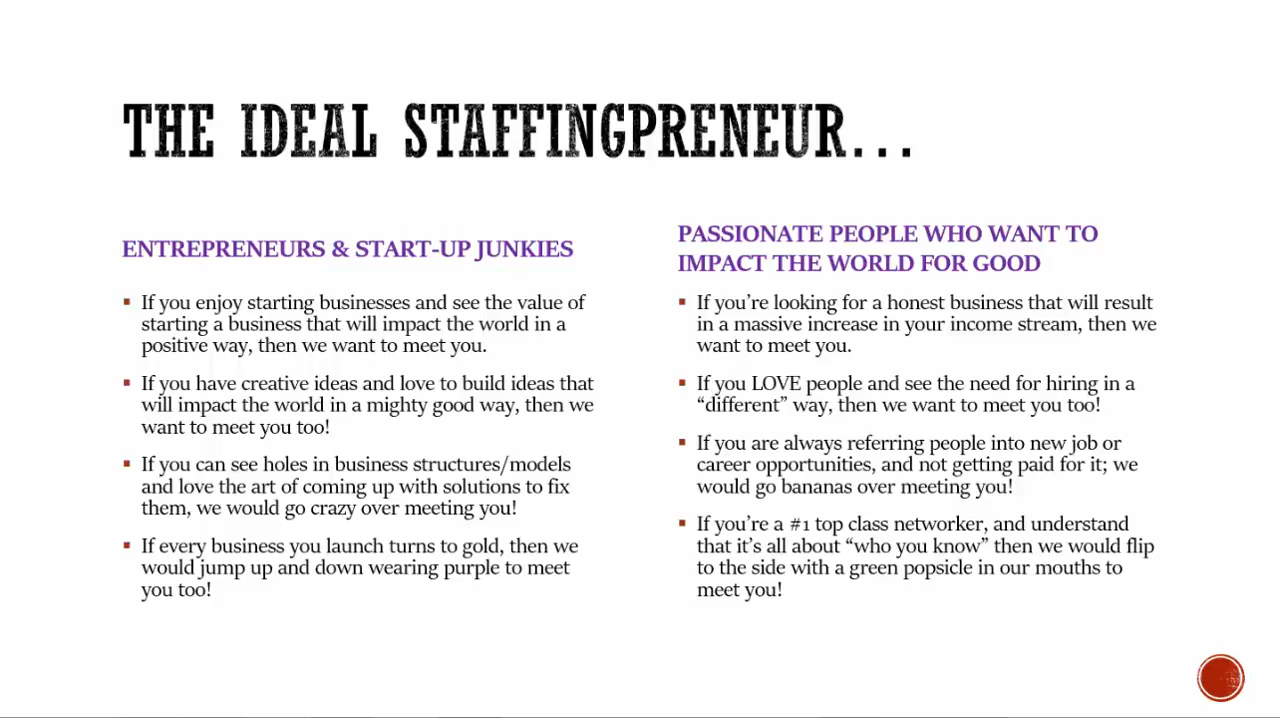 THE IDEAL STAFFINGPRENEUR...
ENTREPRENEURS & START-UP JUNKIES
▪ If you enjoy starting businesses and see the value of
starting a business that will impact the world in a
positive way, then we want to meet you.
▪ If you have creative ideas and love to build ideas that
will impact the world in a mighty good way, then we
want to meet you too!
▪ If you can see holes in business structures/models
and love the art of coming up with solutions to fix
them, we would go crazy over meeting you!
▪ If every business you launch turns to gold, then we
would jump up and down wearing purple to meet
you too!
PASSIONATE PEOPLE WHO WANT TO
IMPACT THE WORLD FOR GOOD
▪ If you’re looking for a honest business that will result
in a massive increase in your income stream, then we
want to meet you.
▪ If you LOVE people and see the need for hiring in a
“different” way, then we want to meet you too!
▪ If you are always referring people into new job or
career opportunities, and not getting paid for it; we
would go bananas over meeting you!
▪ If you’re a #1 top class networker, and understand
that it’s all about “who you know” then we would flip
to the side with a green popsicle in our mouths to
meet you!